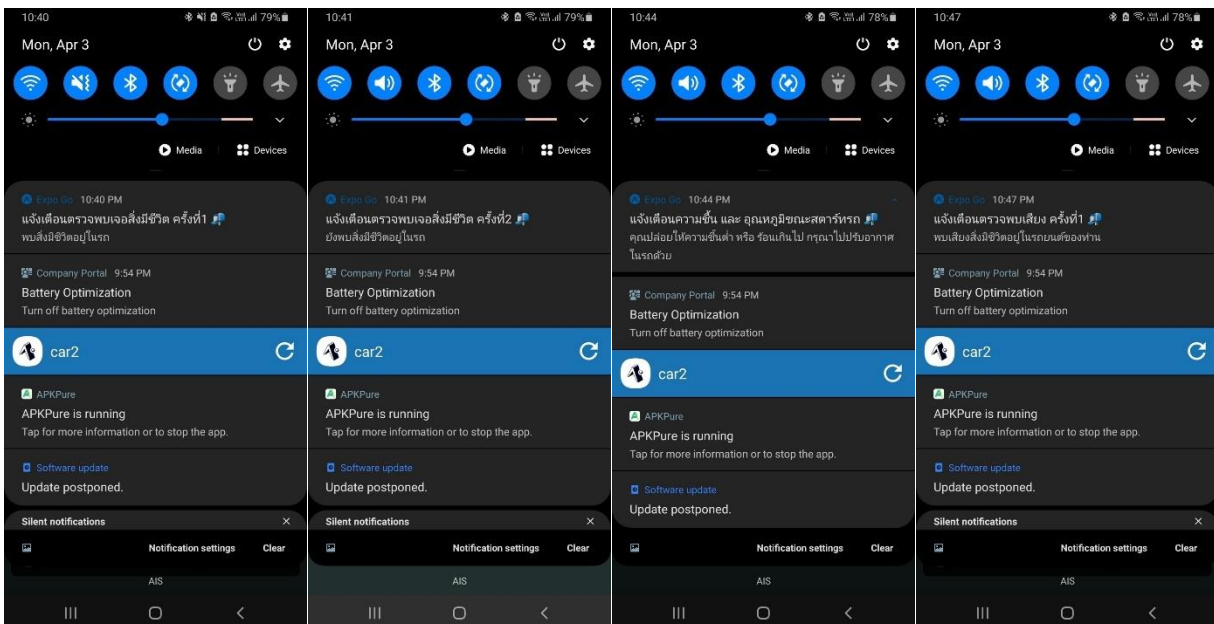 10:40
79%
Mon, Apr 3
Media
Devices
Expo Go 10:40 PM
แจ้งเตือนตรวจพบเจอสิ่งมีชีวิต ครั้งที่1
พบสิ่งมีชีวิตอยู่ในรถ
Company Portal 9:54 PM
Battery Optimization
Turn off battery optimization
car2
APKPure
APKPure is running
Tap for more information or to stop the app.
Software update
Update postponed.
Silent notifications
Notification settings Clear
AIS
10:41
79%
Mon, Apr 3
Media
Devices
Expo Go 10:41 PM
แจ้งเตือนตรวจพบเจอสิ่งมีชีวิต ครั้งที่2
ยังพบสิ่งมีชีวิตอยู่ในรถ
Company Portal 9:54 PM
Battery Optimization
Turn off battery optimization
car2
APKPure
APKPure is running
Tap for more information or to stop the app.
Software update
Update postponed.
Silent notifications
Notification settings Clear
AIS
10:44
78%
Mon, Apr 3
Media
Devices
Expo Go 10:44 PM
แจ้งเตือนความชื้น และ อุณหภูมิขณะสตาร์ทรถ
คุณปล่อยให้ความชื้นต่ำ หรือ ร้อนเกินไป กรุณาไปปรับอากาศ
ในรถด้วย
Company Portal 9:54 PM
Battery Optimization
Turn off battery optimization
car2
APKPure
APKPure is running
Tap for more information or to stop the app.
Software update
Update postponed.
Notification settings Clear
AIS
10:47
78%
Mon, Apr 3
Media
Devices
Expo Go 10:47 PM
แจ้งเตือนตรวจพบเสียง ครั้งที่1
พบเสียงสิ่งมีชีวิตอยู่ในรถยนต์ของท่าน
Company Portal 9:54 PM
Battery Optimization
Turn off battery optimization
car2
APKPure
APKPure is running
Tap for more information or to stop the app.
Software update
Update postponed.
Silent notifications
Notification settings Clear
AIS